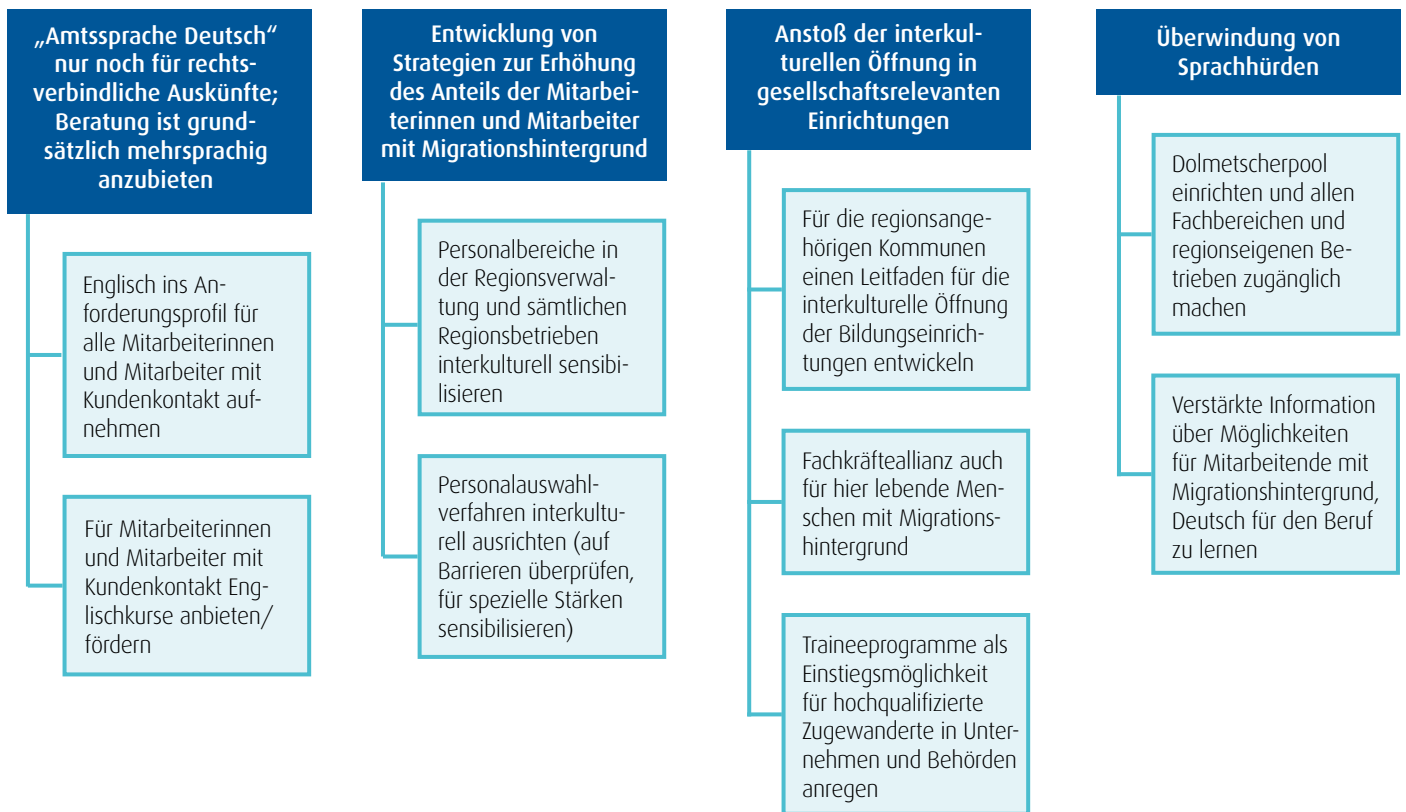 „Amtssprache Deutsch“
nur noch für rechts-
verbindliche Auskünfte;
Beratung ist grund-
sätzlich mehrsprachig
anzubieten
Englisch ins An-
forderungsprofil für
alle Mitarbeiterinnen
und Mitarbeiter mit
Kundenkontakt auf-
nehmen
Für Mitarbeiterinnen
und Mitarbeiter mit
Kundenkontakt Eng-
lischkurse anbieten/
fördern
Entwicklung von
Strategien zur Erhöhung
des Anteils der Mitarbei-
terinnen und Mitarbeiter
mit Migrationshintergrund
Personalbereiche in
der Regionsverwal-
tung und sämtlichen
Regionsbetrieben
interkulturell sensibi-
lisieren
Personalauswahl-
verfahren interkultu-
rell ausrichten (auf
Barrieren überprüfen,
für spezielle Stärken
sensibilisieren)
Anstoß der interkul-
turellen Öffnung in
gesellschaftsrelevanten
Einrichtungen
Für die regionsange-
hörigen Kommunen
einen Leitfaden für die
interkulturelle Öffnung
der Bildungseinrich-
tungen entwickeln
Fachkräfteallianz auch
für hier lebende Men-
schen mit Migrations-
hintergrund
Traineeprogramme als
Einstiegsmöglichkeit
für hochqualifizierte
Zugewanderte in Unter-
nehmen und Behörden
anregen
Überwindung von
Sprachhürden
Dolmetscherpool
einrichten und allen
Fachbereichen und
regionseigenen Be-
trieben zugänglich
machen
Verstärkte Information
über Möglichkeiten
für Mitarbeitende mit
Migrationshintergrund,
Deutsch für den Beruf
zu lernen